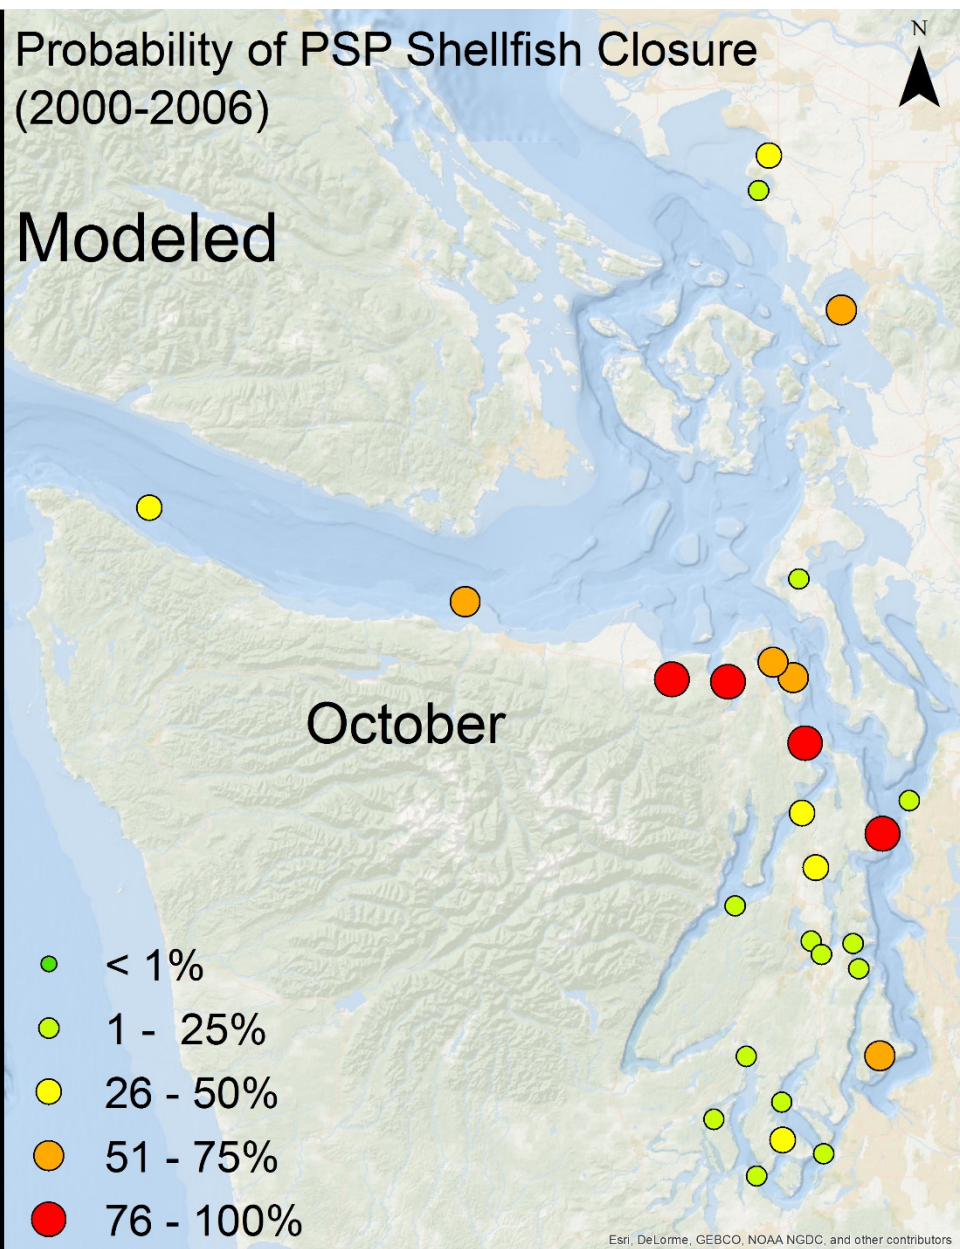 Probability of PSP Shellfish Closure
(2000-2006)
N
Modeled
October
< 1%
1 - 25%
26 - 50%
51 - 75%
76 - 100%
Esri, DeLorme, GEBCO, NOAA NGDC, and other contributors